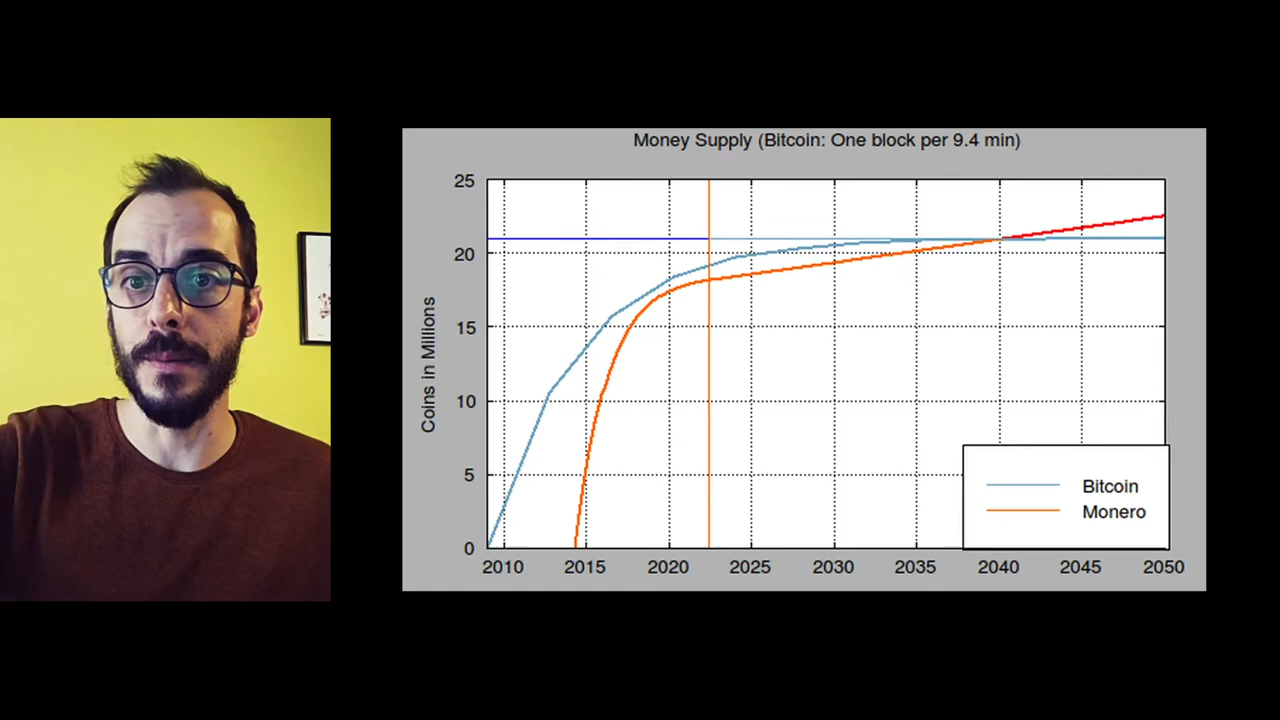 Money Supply (Bitcoin: One block per 9.4 min)
25
20
15
10
5
0
Coins in Millions
2010 2015 2020 2025 2030 2035 2040 2045 2050
Bitcoin
Monero